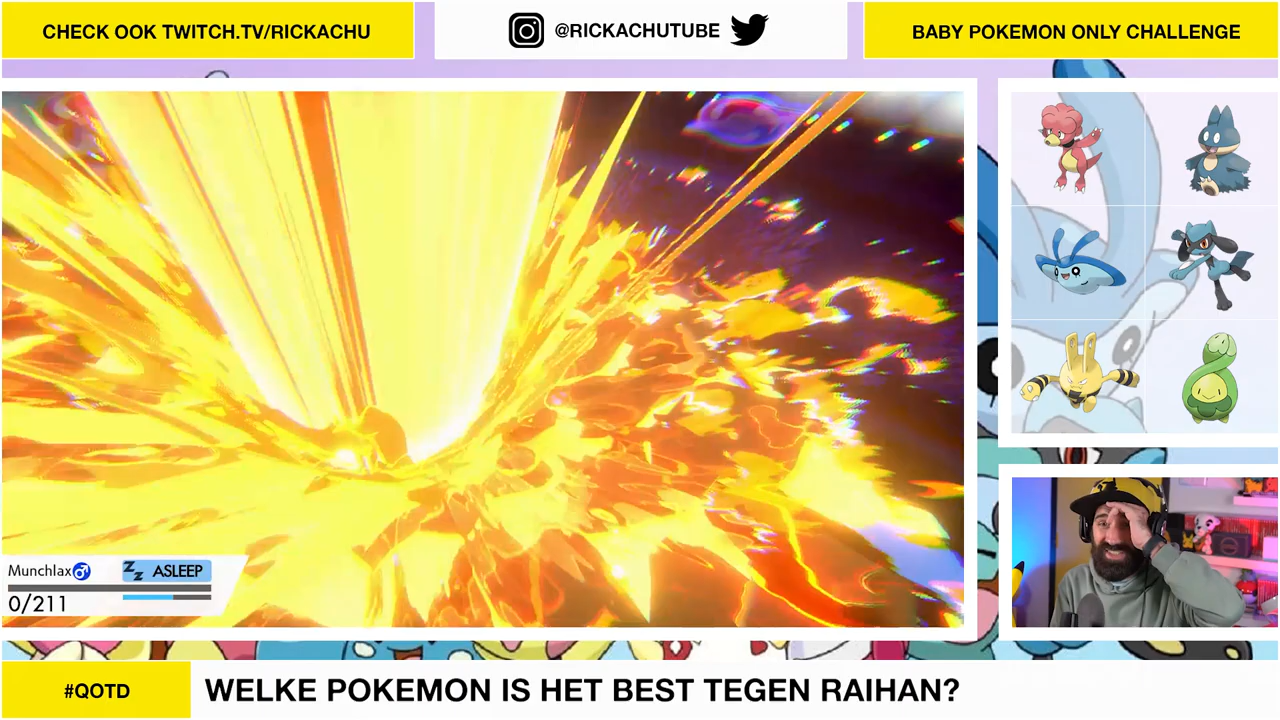 CHECK OOK TWITCH.TV/RICKACHU
@RICKACHUTUBE
BABY POKEMON ONLY CHALLENGE
Munchlax♂ ASLEEP
0/211
#QOTD
WELKE POKEMON IS HET BEST TEGEN RAIHAN?